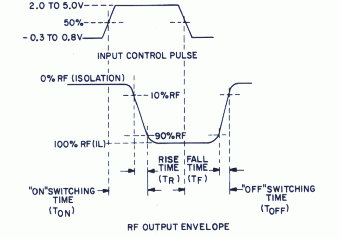 2.0 TO 5.0V
50%
-0.3 TO 0.8V
INPUT CONTROL PULSE
0% RF (ISOLATION)
10%RF
90%RF
100% RF(IL)
RISE TIME (TR)
FALL TIME (TF)
"ON"SWITCHING TIME (TON)
"OFF"SWITCHING TIME (TOFF)
RF OUTPUT ENVELOPE